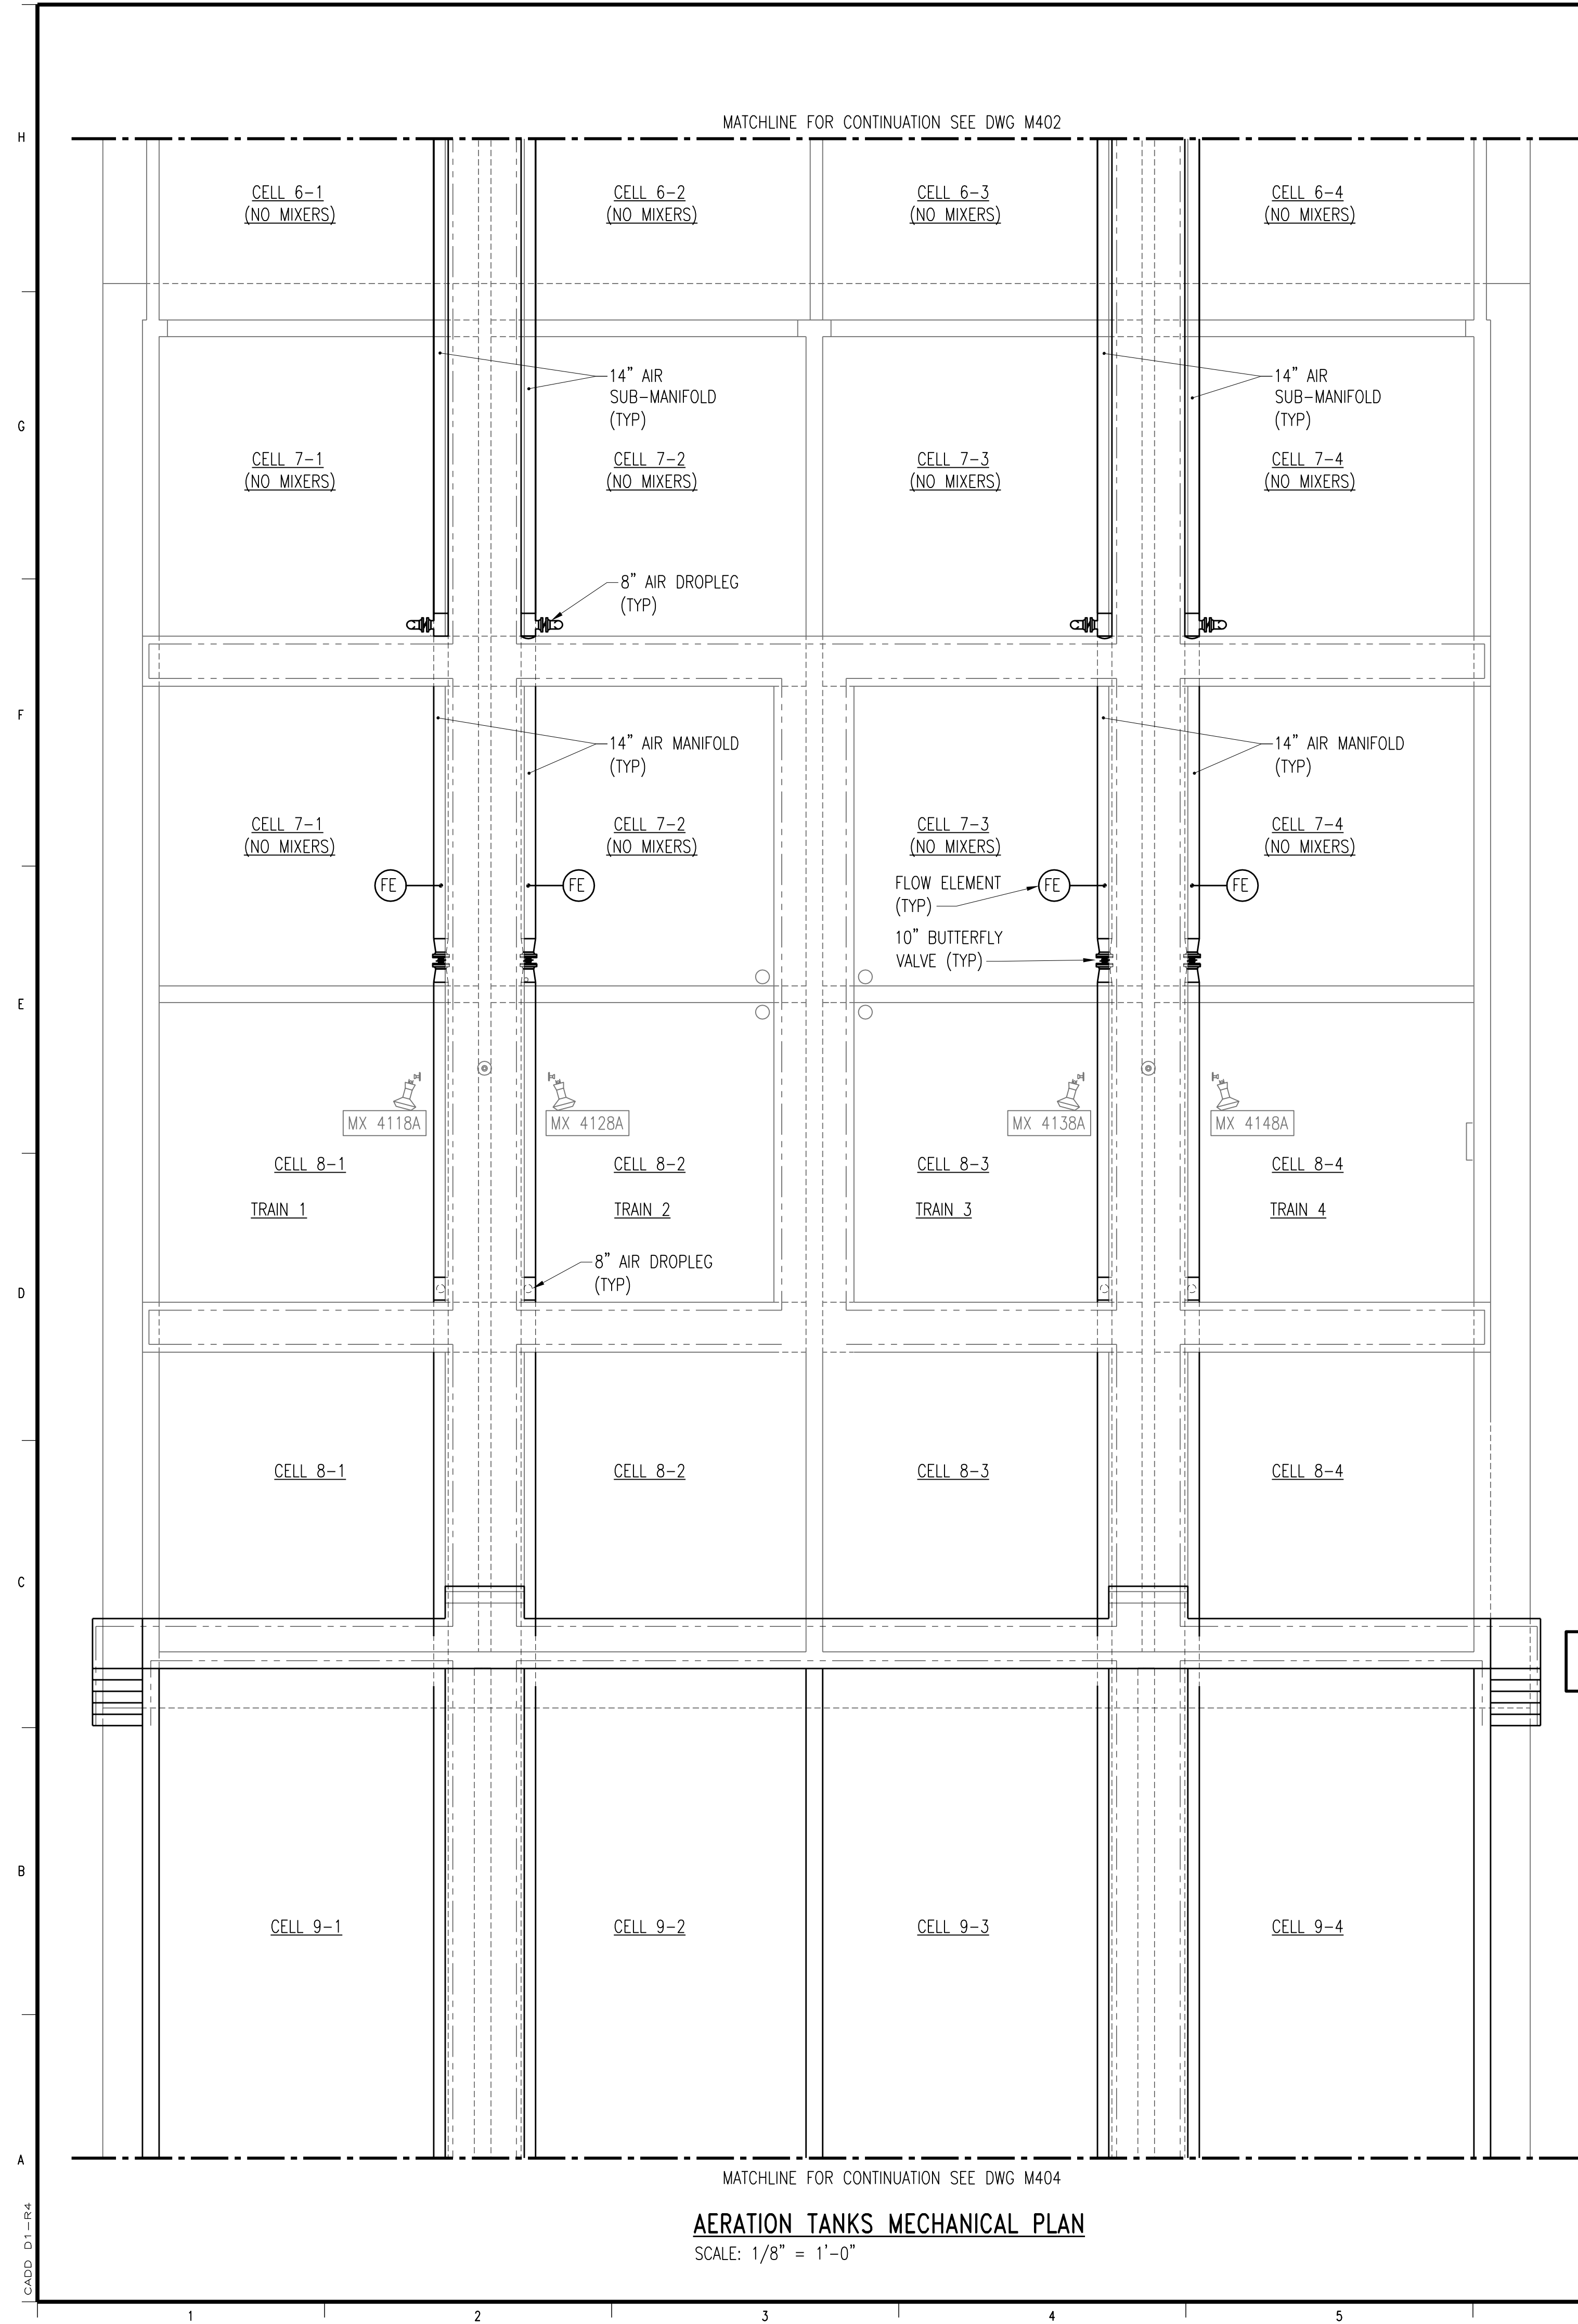 MATCHLINE FOR CONTINUATION SEE DWG M402
H
CELL 6-1
(NO MIXERS)
CELL 6-2
(NO MIXERS)
CELL 6-3
(NO MIXERS)
CELL 6-4
(NO MIXERS)
14" AIR
SUB-MANIFOLD
(TYP)
14" AIR
SUB-MANIFOLD
(TYP)
G
CELL 7-1
(NO MIXERS)
CELL 7-2
(NO MIXERS)
CELL 7-3
(NO MIXERS)
CELL 7-4
(NO MIXERS)
8" AIR DROPLEG
(TYP)
F
14" AIR MANIFOLD
(TYP)
14" AIR MANIFOLD
(TYP)
CELL 7-1
(NO MIXERS)
CELL 7-2
(NO MIXERS)
CELL 7-3
(NO MIXERS)
CELL 7-4
(NO MIXERS)
FE
FE
FLOW ELEMENT
(TYP)
FE
FE
10" BUTTERFLY
VALVE (TYP)
E
MX 4118A
MX 4128A
MX 4138A
MX 4148A
CELL 8-1
CELL 8-2
CELL 8-3
CELL 8-4
TRAIN 1
TRAIN 2
TRAIN 3
TRAIN 4
8" AIR DROPLEG
(TYP)
D
CELL 8-1
CELL 8-2
CELL 8-3
CELL 8-4
C
B
CELL 9-1
CELL 9-2
CELL 9-3
CELL 9-4
A
MATCHLINE FOR CONTINUATION SEE DWG M404
AERATION TANKS MECHANICAL PLAN
SCALE: 1/8" = 1'-0"
CADD D1-R4
1
2
3
4
5